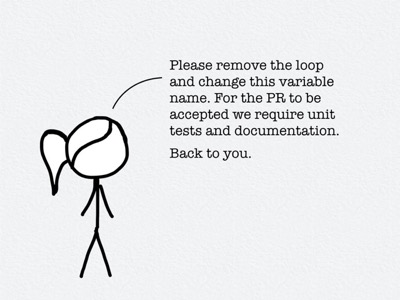 Please remove the loop
and change this variable
name. For the PR to be
accepted we require unit
tests and documentation.
Back to you.